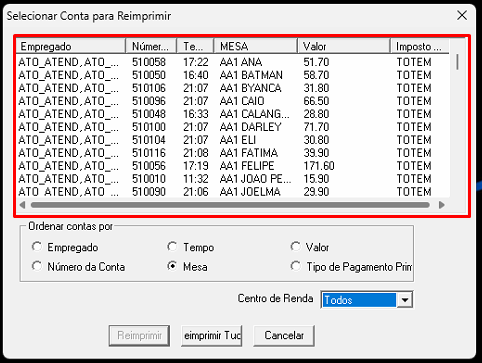 Selecionar Conta para Reimprimir
Empregado Númer... Te... MESA Valor Imposto ...
ATO_ATEND, ATO_... 510058 17:22 AA1 ANA 51.70 TOTEM
ATO_ATEND, ATO_... 510050 16:40 AA1 BATMAN 58.70 TOTEM
ATO_ATEND, ATO_... 510106 21:07 AA1 BYANCA 31.80 TOTEM
ATO_ATEND, ATO_... 510096 21:07 AA1 CAIO 66.50 TOTEM
ATO_ATEND, ATO_... 510048 16:33 AA1 CALANG... 28.80 TOTEM
ATO_ATEND, ATO_... 510100 21:07 AA1 DARLEY 71.70 TOTEM
ATO_ATEND, ATO_... 510104 21:07 AA1 ELI 30.80 TOTEM
ATO_ATEND, ATO_... 510116 21:08 AA1 FATIMA 39.90 TOTEM
ATO_ATEND, ATO_... 510056 17:19 AA1 FELIPE 171.60 TOTEM
ATO_ATEND, ATO_... 510010 11:32 AA1 JOAO PE... 15.90 TOTEM
ATO ATEND, ATO ... 510090 21:06 AA1 JOELMA 29.90 TOTEM
Ordenar contas por
Empregado Tempo Valor
Número da Conta Mesa Tipo de Pagamento Prin
Centro de Renda Todos
Reimprimir eimprimir Tud Cancelar